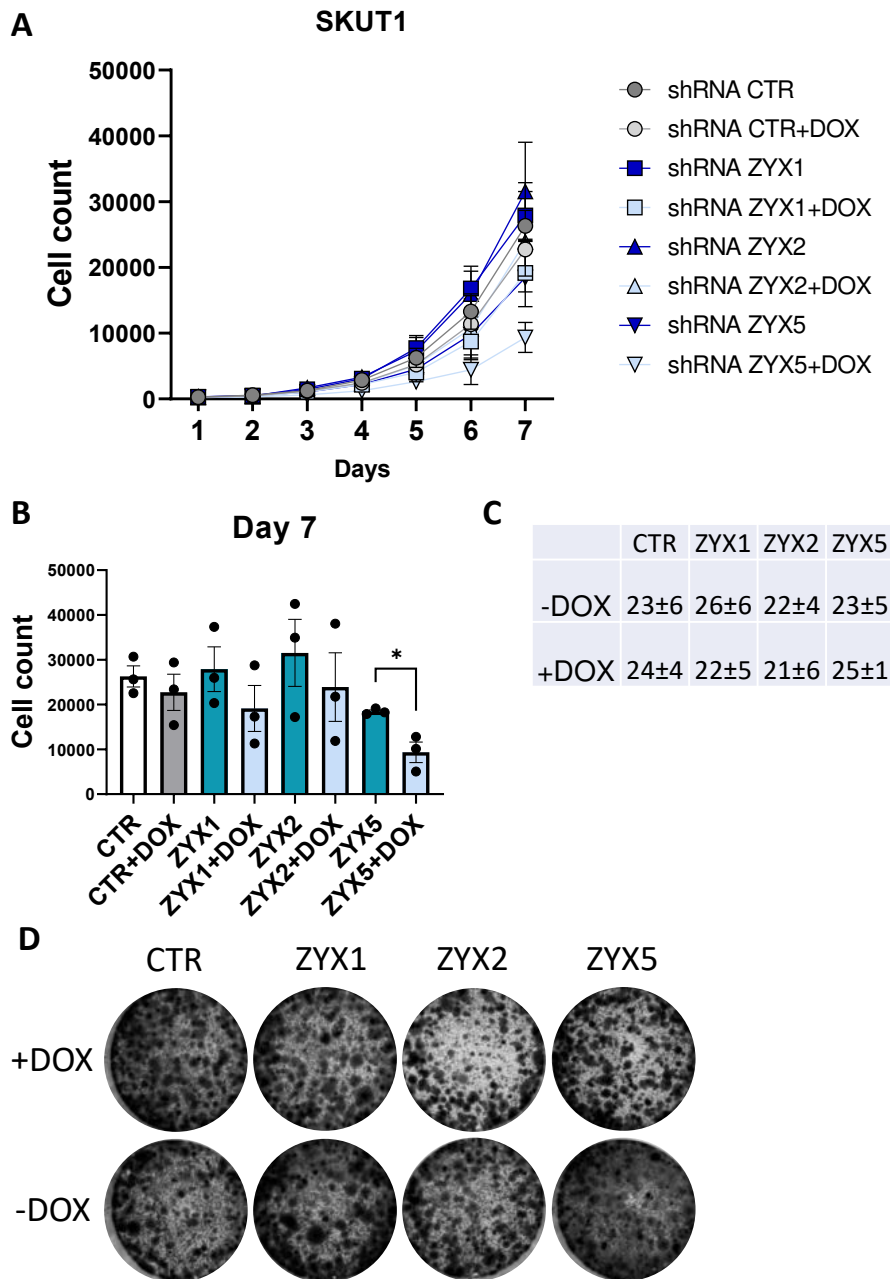 A
SKUT1
50000
40000
30000
20000
10000
0
Cell count
1 2 3 4 5 6 7
Days
shRNA CTR
shRNA CTR+DOX
shRNA ZYX1
shRNA ZYX1+DOX
shRNA ZYX2
shRNA ZYX2+DOX
shRNA ZYX5
shRNA ZYX5+DOX
B
Day 7
50000
40000
30000
20000
10000
0
Cell count
*
CTR
CTR+DOX
ZYX1
ZYX1+DOX
ZYX2
ZYX2+DOX
ZYX5
ZYX5+DOX
C
CTR ZYX1 ZYX2 ZYX5
-DOX 23±6 26±6 22±4 23±5
+DOX 24±4 22±5 21±6 25±1
D
CTR ZYX1 ZYX2 ZYX5
+DOX
-DOX